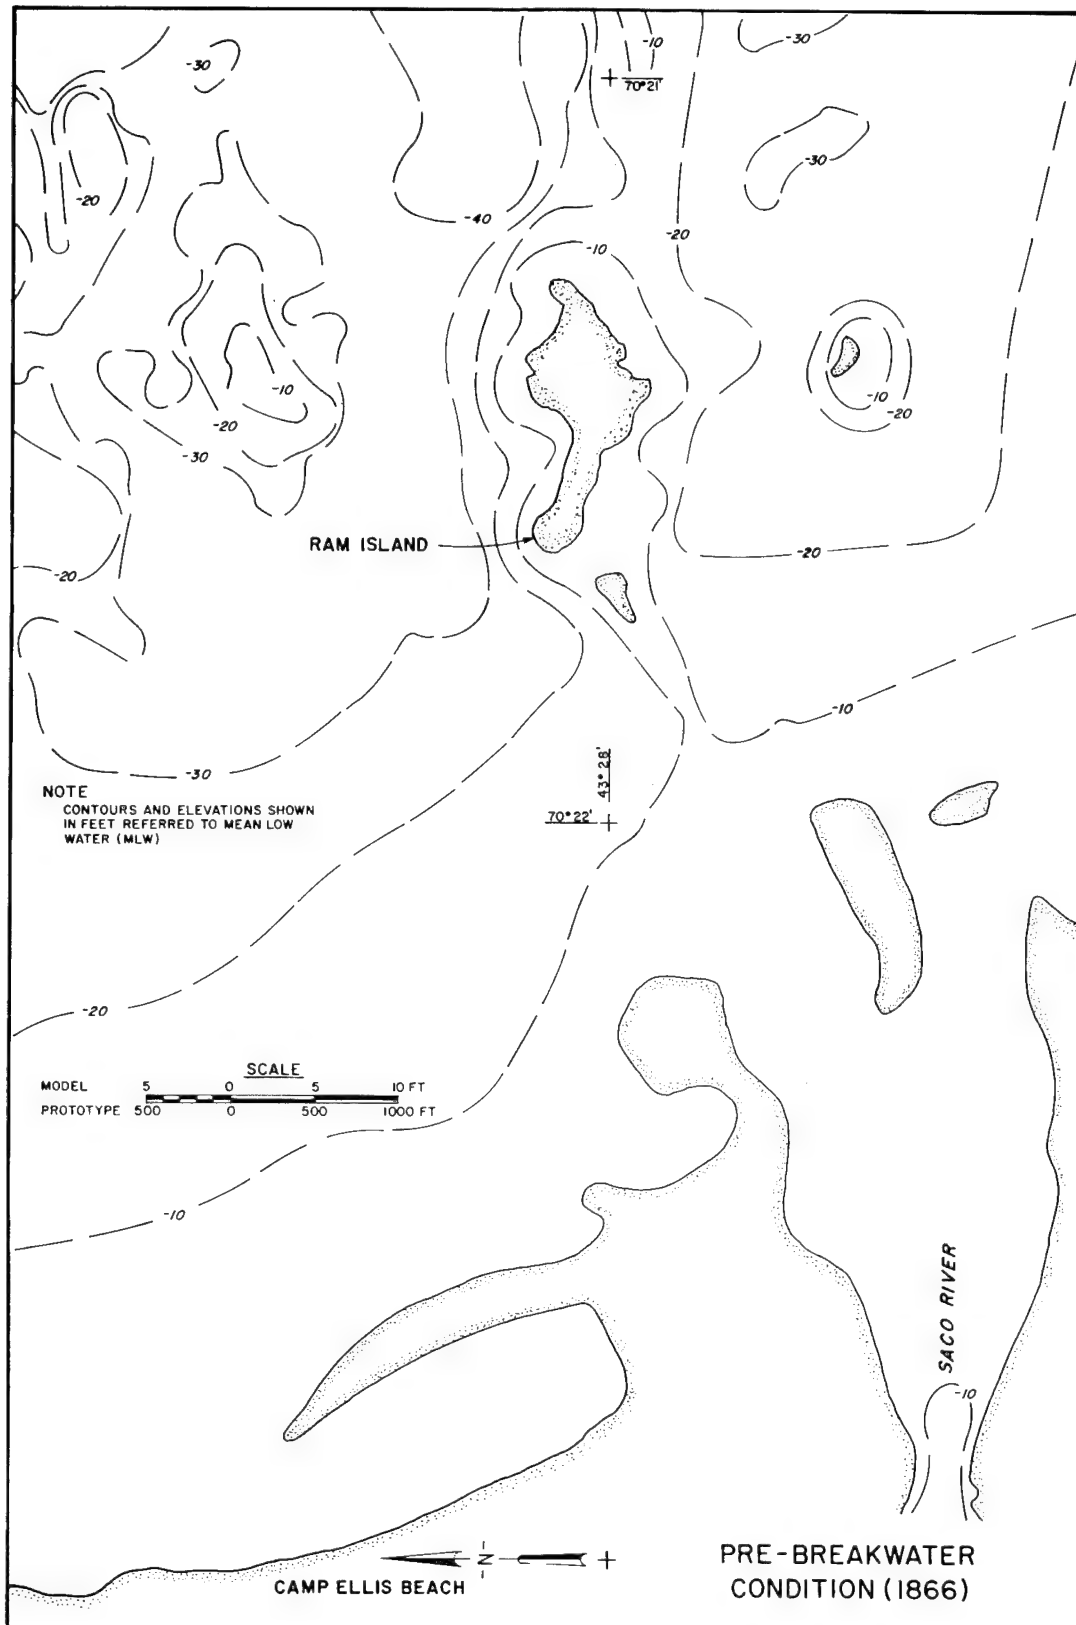 -10
-30
-30
70°21'
-30
-20
-40
-20
-10
-10
-10
-20
-20
-30
RAM ISLAND
-20
-20
-10
43° 28'
-30
NOTE
CONTOURS AND ELEVATIONS SHOWN
IN FEET REFERRED TO MEAN LOW
WATER (MLW)
70°22'
-20
SCALE
MODEL 5 0 5 10 FT
PROTOTYPE 500 0 500 1000 FT
-10
SACO RIVER
-10
-N-
CAMP ELLIS BEACH
PRE-BREAKWATER
CONDITION (1866)